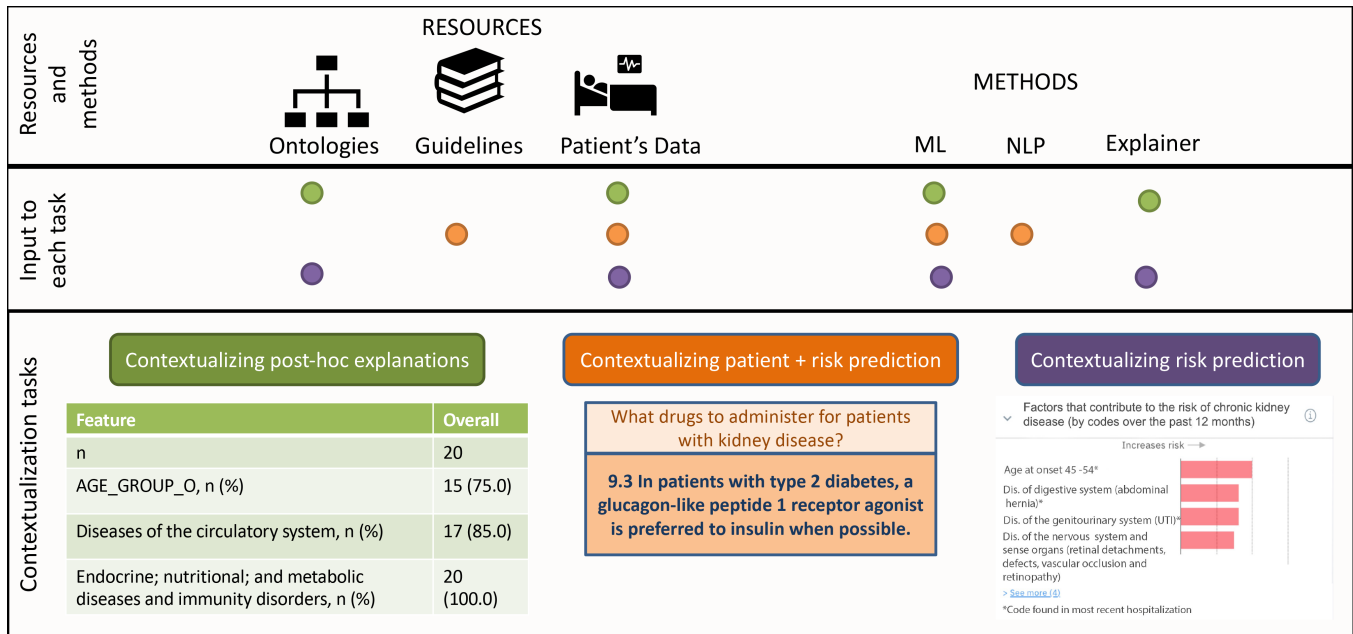 Resources
and
methods
RESOURCES
Ontologies
Guidelines
Patient's Data
METHODS
ML
NLP
Explainer
Input to
each task
Contextualization tasks
Contextualizing post-hoc explanations
Feature
Overall
n
20
AGE_GROUP_O, n (%)
15 (75.0)
Diseases of the circulatory system, n (%)
17 (85.0)
Endocrine; nutritional; and metabolic
diseases and immunity disorders, n (%)
20
(100.0)
Contextualizing patient + risk prediction
What drugs to administer for patients
with kidney disease?
9.3 In patients with type 2 diabetes, a
glucagon-like peptide 1 receptor agonist
is preferred to insulin when possible.
Contextualizing risk prediction
Factors that contribute to the risk of chronic kidney
disease (by codes over the past 12 months)
Increases risk
Age at onset 45 -54*
Dis. of digestive system (abdominal
hernia)*
Dis. of the genitourinary system (UTI)*
Dis. of the nervous system and
sense organs (retinal detachments,
defects, vascular occlusion and
retinopathy)
> See more (4)
*Code found in most recent hospitalization